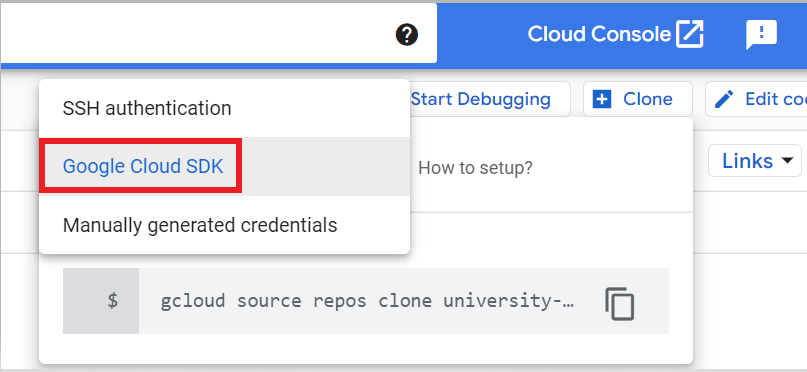 ?
Cloud Console
Start Debugging
Clone
Edit co
SSH authentication
Google Cloud SDK
How to setup?
Links
Manually generated credentials
$ gcloud source repos clone university-…